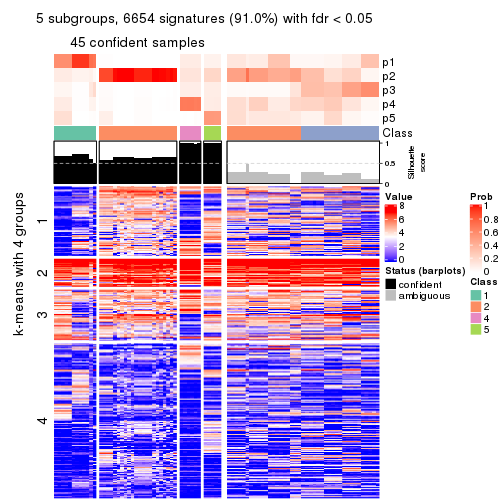 5 subgroups, 6654 signatures (91.0%) with fdr < 0.05
45 confident samples
p1
p2
p3
p4
p5
Class
1
0.5
0
Silhouette
score
k-means with 4 groups
1
2
3
4
Value
8
6
4
2
0
Status (barplots)
confident
ambiguous
Prob
1
0.8
0.6
0.4
0.2
0
Class
1
2
4
5